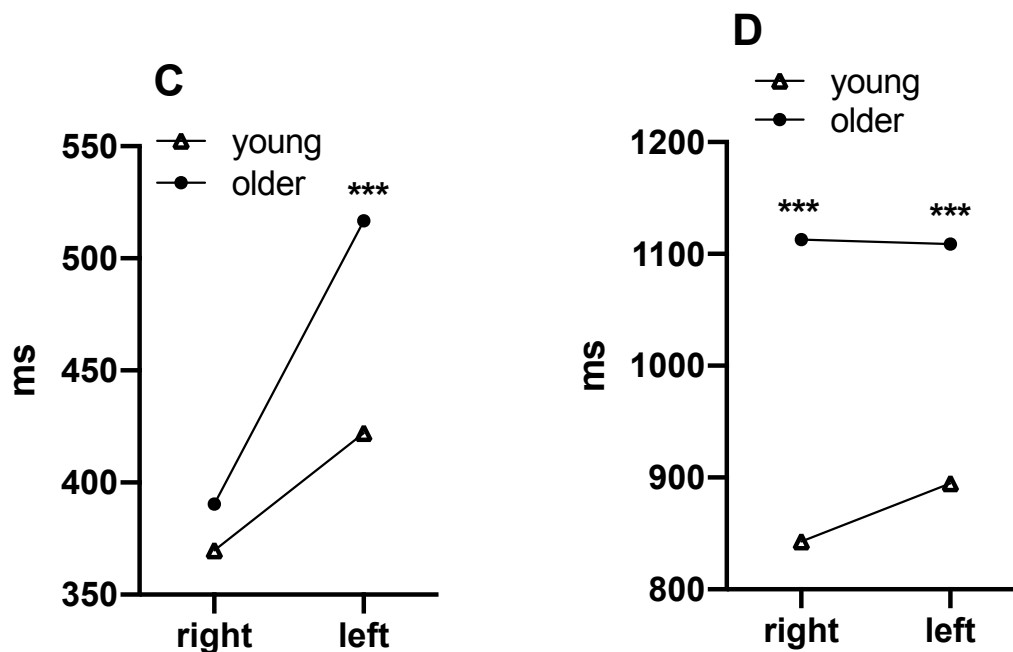 C
young
older
550
500
450
400
350
ms
***
right
left
D
young
older
1200
1100
1000
900
800
ms
***
***
right
left